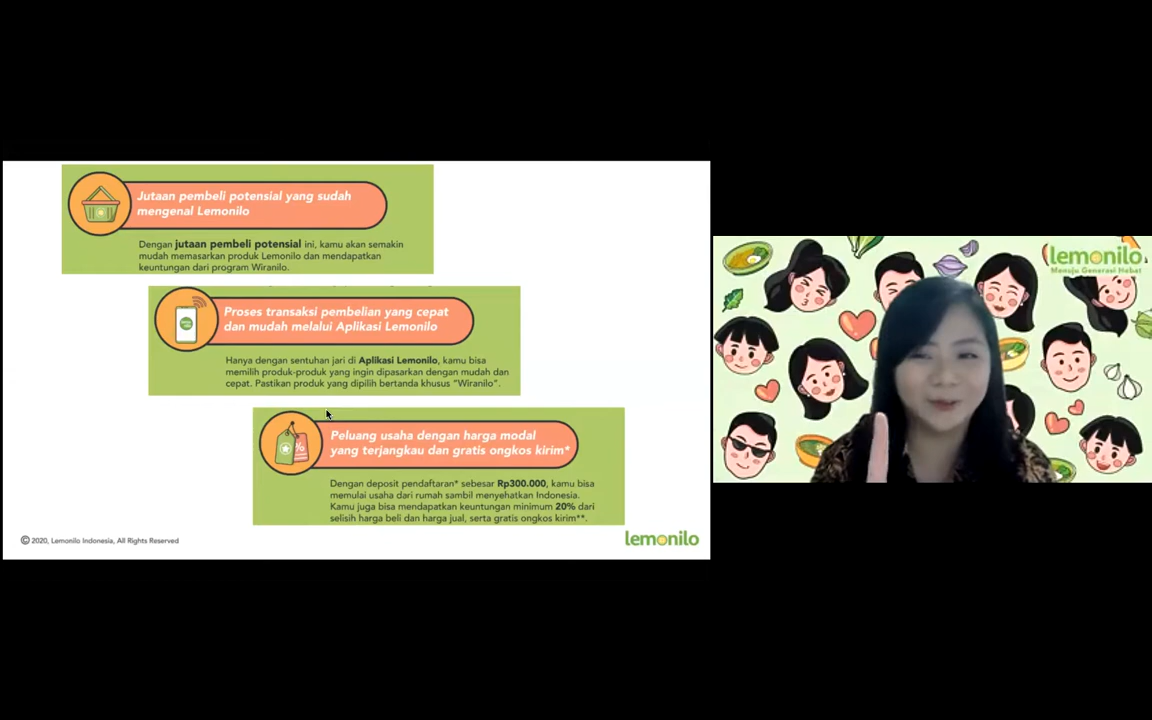 Jutaan pembeli potensial yang sudah
mengenal Lemonilo
Dengan jutaan pembeli potensial ini, kamu akan semakin
mudah memasarkan produk Lemonilo dan mendapatkan
keuntungan dari program Wiranilo.
Proses transaksi pembelian yang cepat
dan mudah melalui Aplikasi Lemonilo
Hanya dengan sentuhan jari di Aplikasi Lemonilo, kamu bisa
memilih produk-produk yang ingin dipasarkan dengan mudah dan
cepat. Pastikan produk yang dipilih bertanda khusus “Wiranilo”.
Peluang usaha dengan harga modal
yang terjangkau dan gratis ongkos kirim*
Dengan deposit pendaftaran* sebesar Rp300.000, kamu bisa
memulai usaha dari rumah sambil menyehatkan Indonesia.
Kamu juga bisa mendapatkan keuntungan minimum 20% dari
selisih harga beli dan harga jual, serta gratis ongkos kirim**.
© 2020, Lemonilo Indonesia, All Rights Reserved
lemonilo
lemonilo
Menuju Generasi Hebat